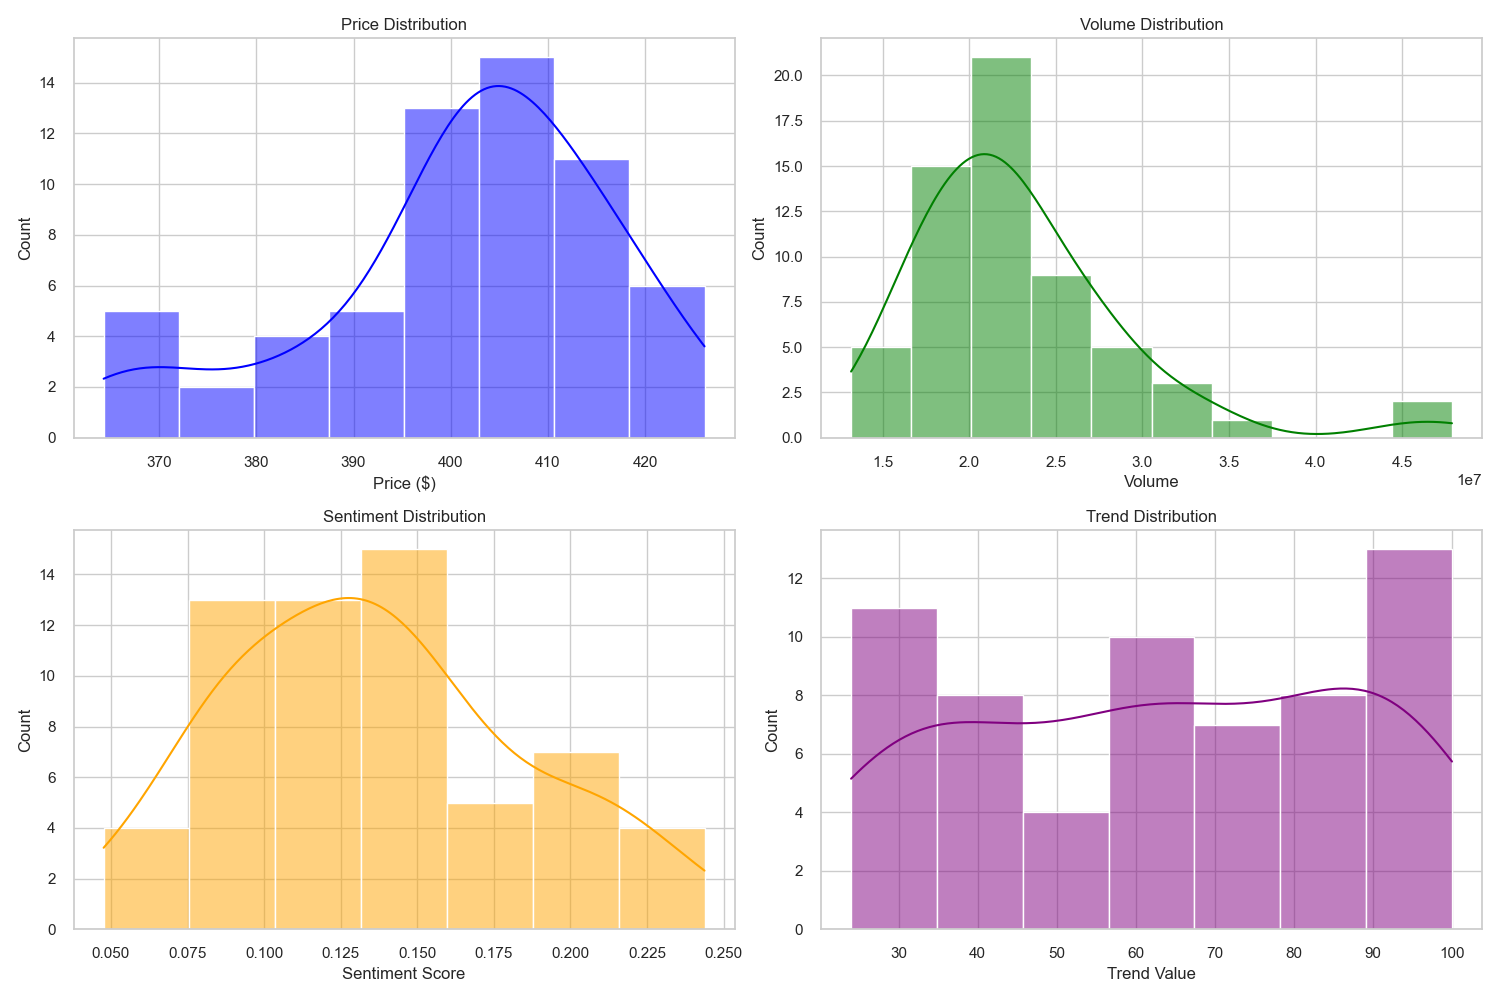 Price Distribution
14
12
10
8
6
4
2
0
Count
370 380 390 400 410 420
Price ($)
Volume Distribution
20.0
17.5
15.0
12.5
10.0
7.5
5.0
2.5
0.0
Count
1.5 2.0 2.5 3.0 3.5 4.0 4.5
1e7
Volume
Sentiment Distribution
14
12
10
8
6
4
2
0
Count
0.050 0.075 0.100 0.125 0.150 0.175 0.200 0.225 0.250
Sentiment Score
Trend Distribution
12
10
8
6
4
2
0
Count
30 40 50 60 70 80 90 100
Trend Value